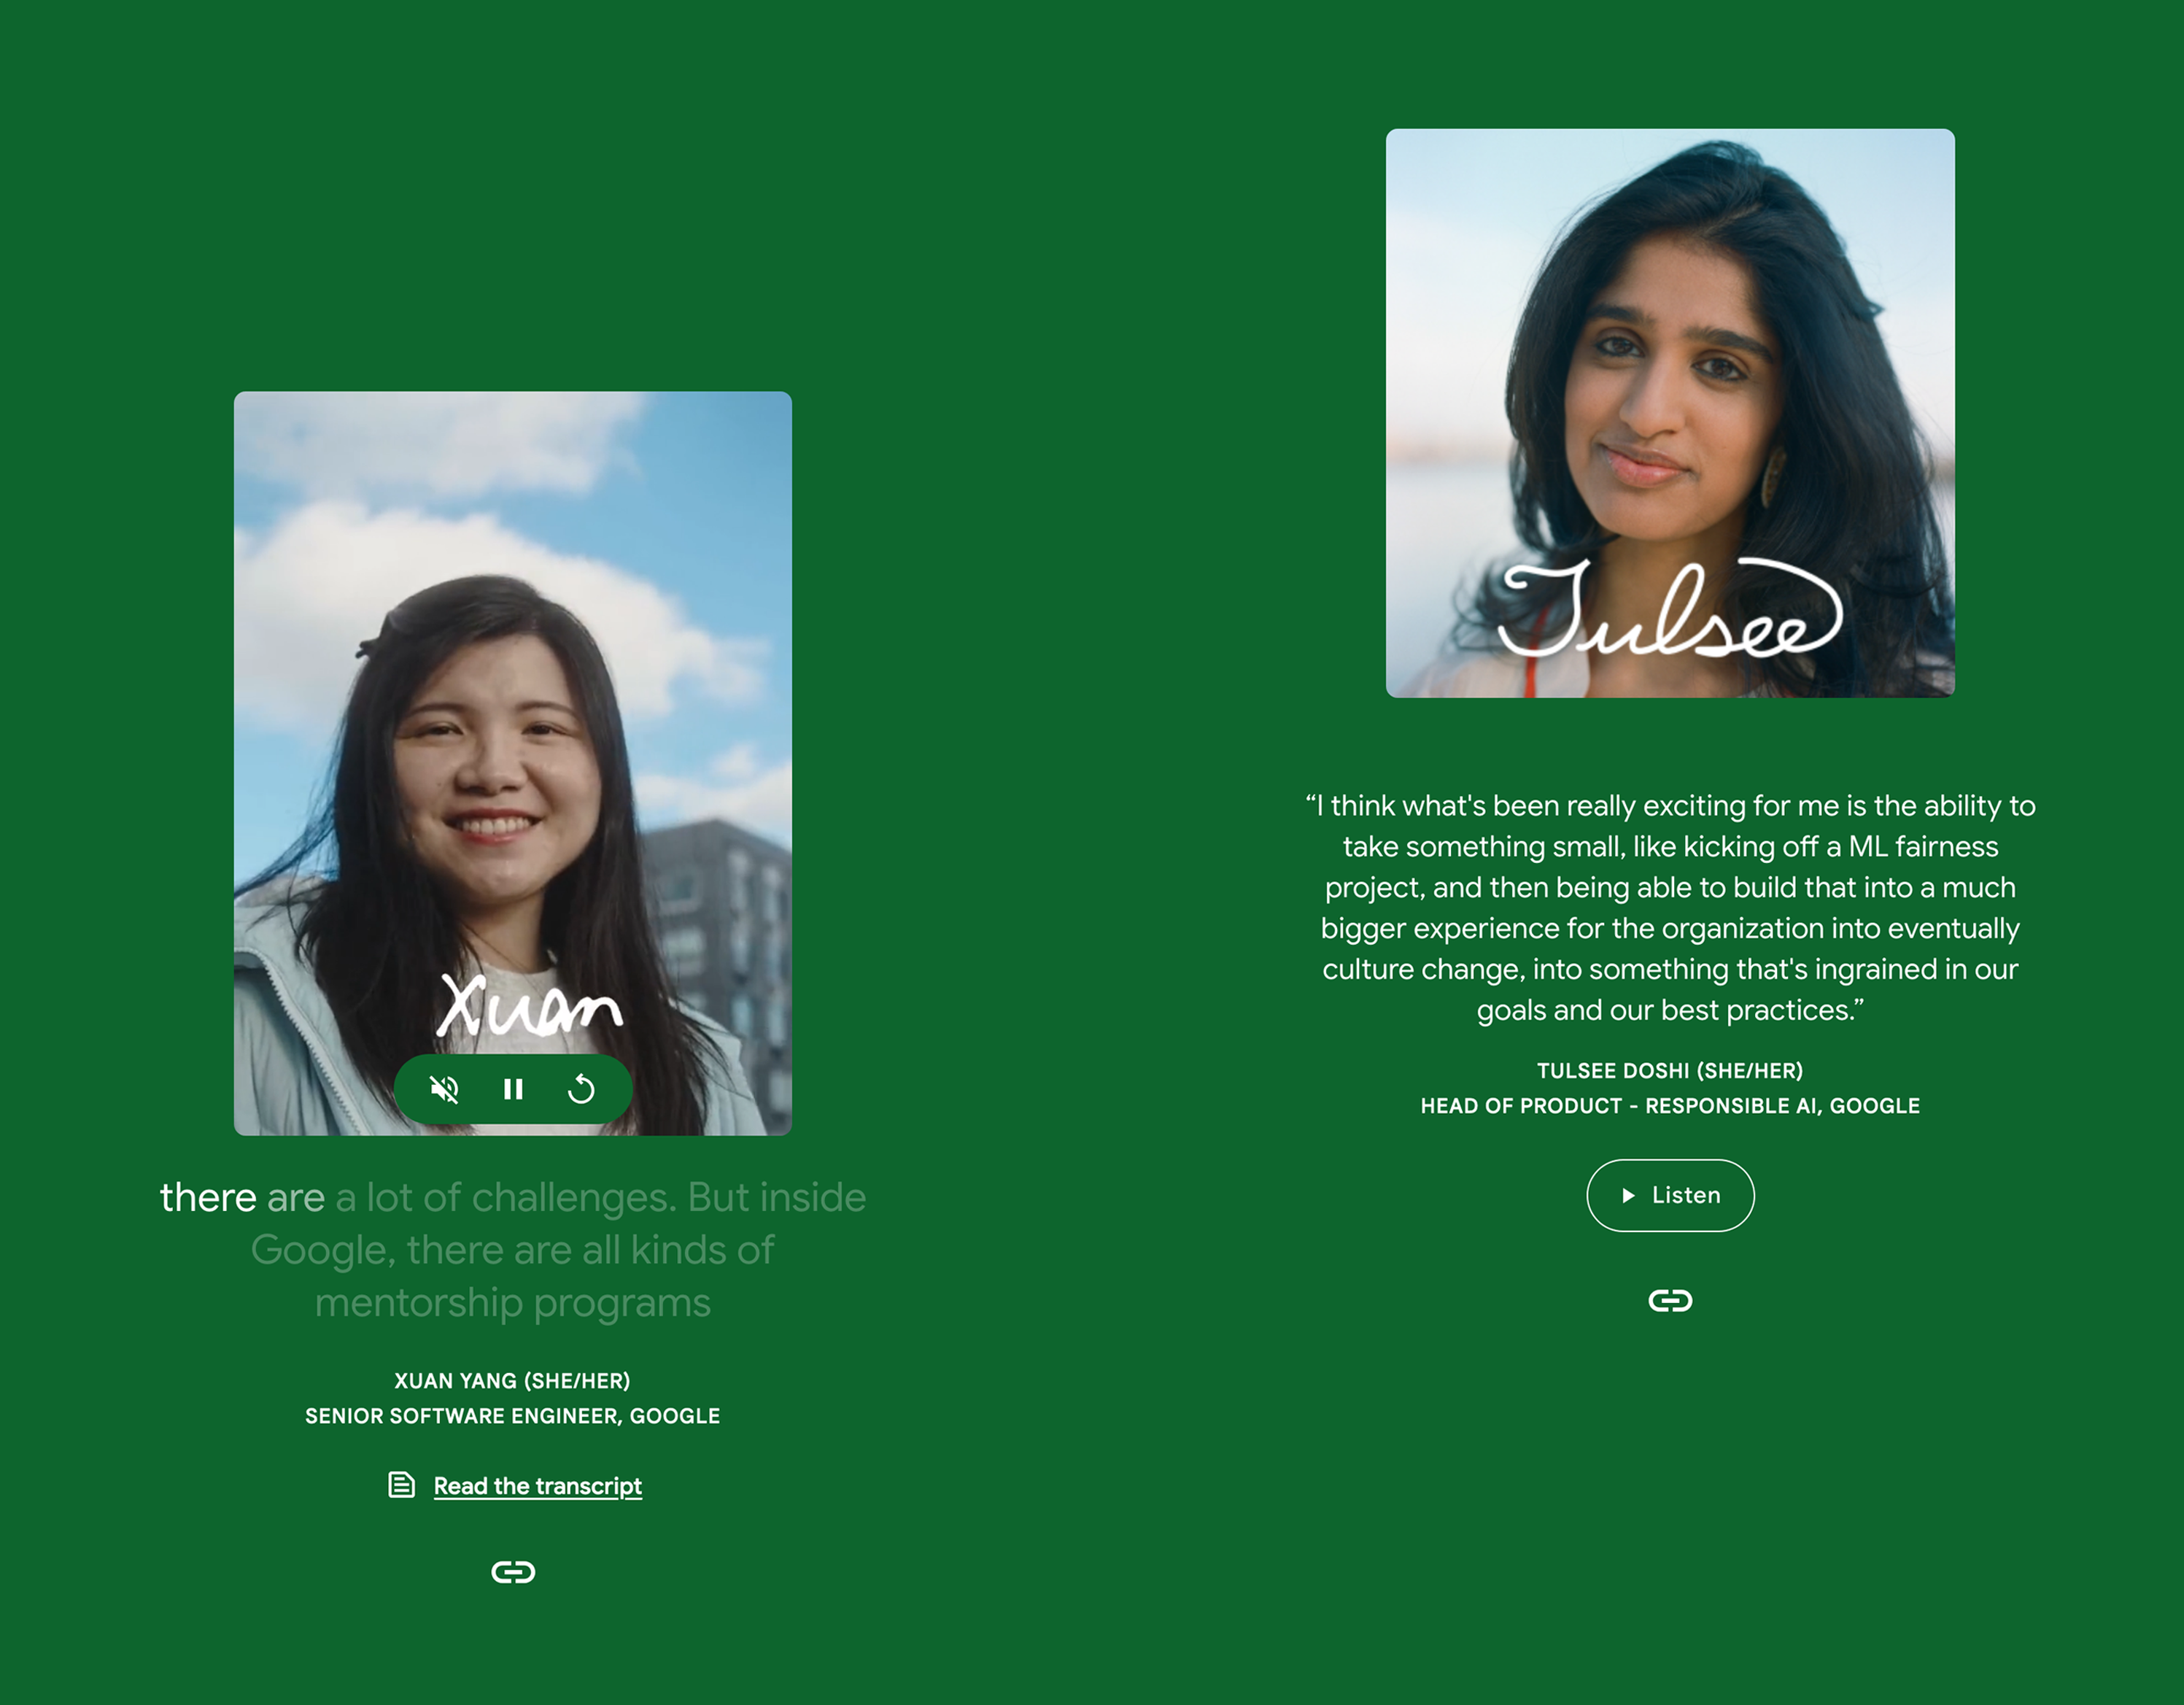 Xuan
there are a lot of challenges. But inside
Google, there are all kinds of
mentorship programs
XUAN YANG (SHE/HER)
SENIOR SOFTWARE ENGINEER, GOOGLE
Read the transcript
Tulsee
“I think what's been really exciting for me is the ability to
take something small, like kicking off a ML fairness
project, and then being able to build that into a much
bigger experience for the organization into eventually
culture change, into something that's ingrained in our
goals and our best practices.”
TULSEE DOSHI (SHE/HER)
HEAD OF PRODUCT - RESPONSIBLE AI, GOOGLE
Listen